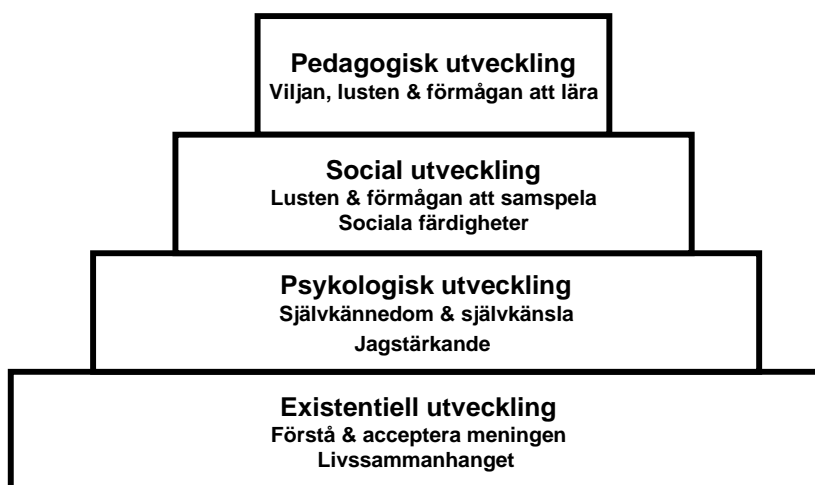 Pedagogisk utveckling
Viljan, lusten & förmågan att lära
Social utveckling
Lusten & förmågan att samspela
Sociala färdigheter
Psykologisk utveckling
Självkännedom & självkänsla
Jagstärkande
Existentiell utveckling
Förstå & acceptera meningen
Livssammanhanget